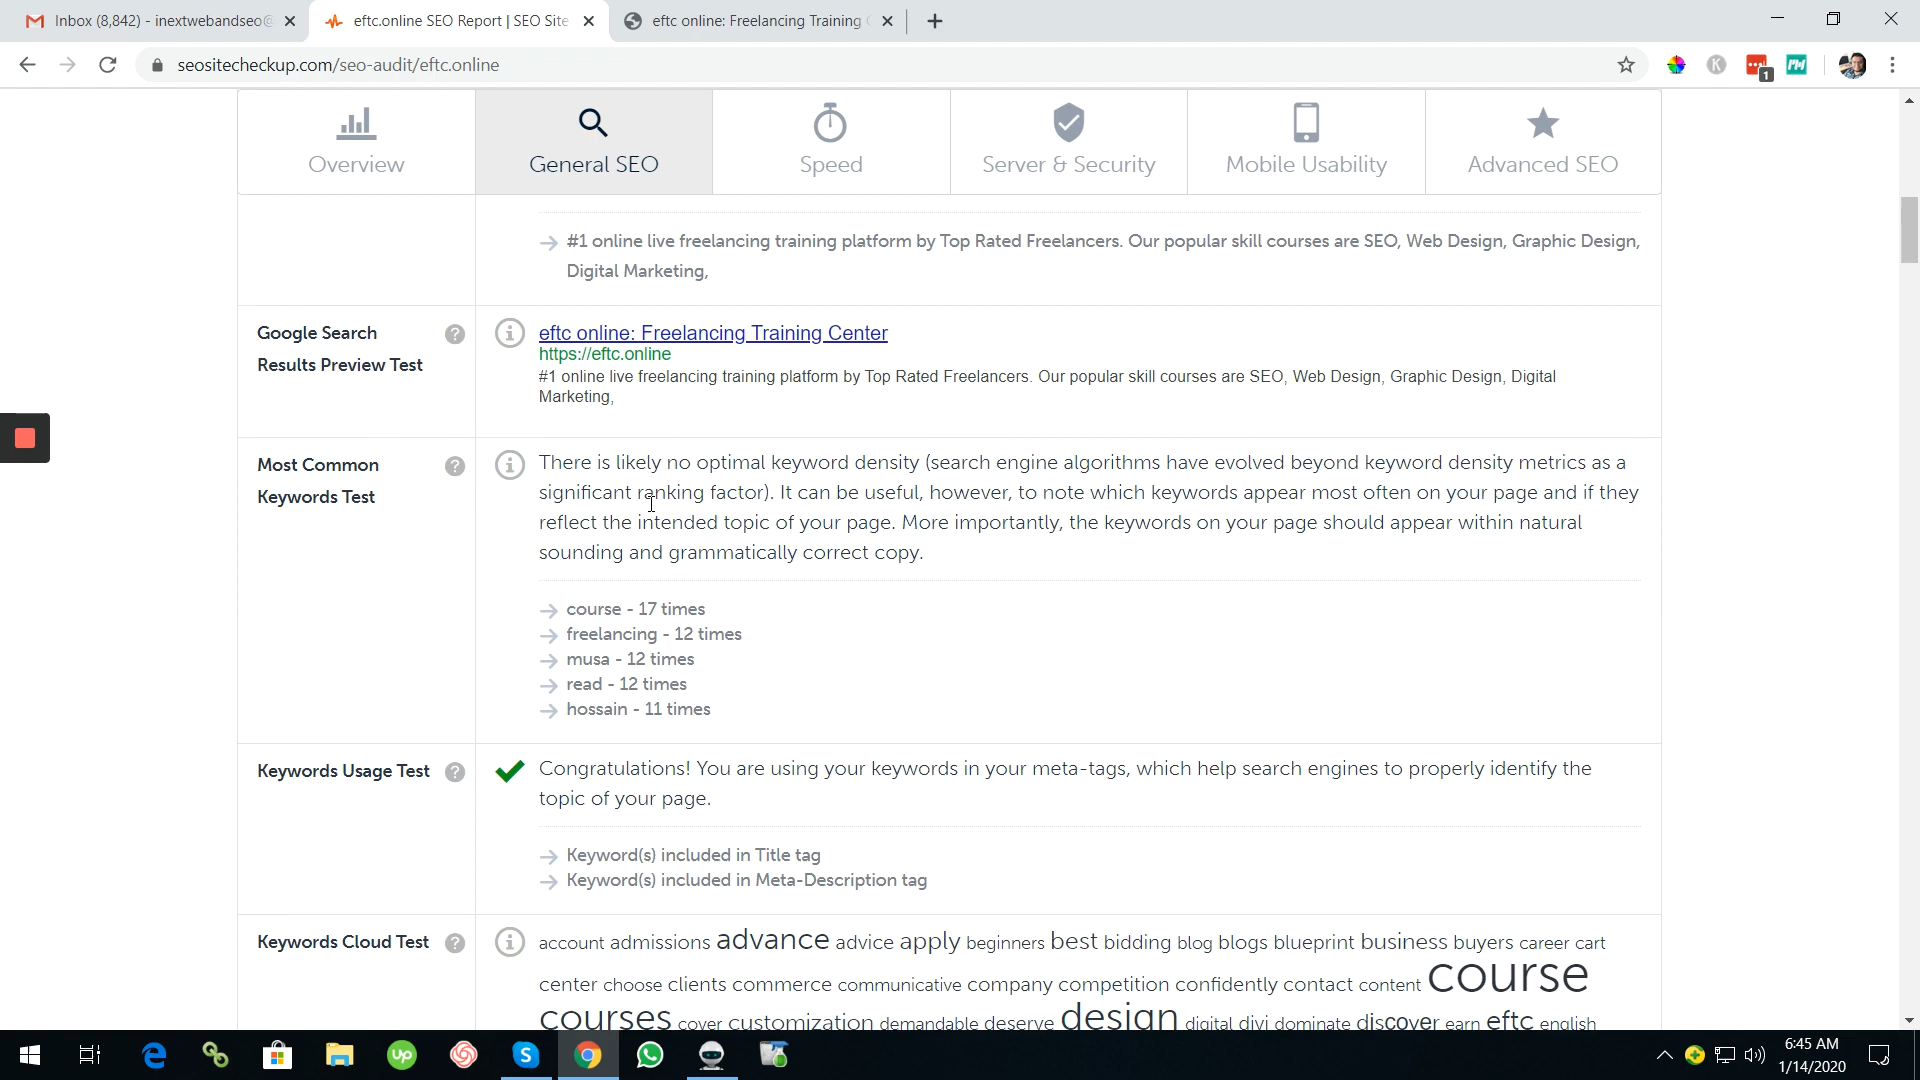 Inbox (8,842) - inextwebandseo@
eftc.online SEO Report | SEO Site
eftc online: Freelancing Training
seositecheckup.com/seo-audit/eftc.online
K
1
Overview
General SEO
Speed
Server & Security
Mobile Usability
Advanced SEO
#1 online live freelancing training platform by Top Rated Freelancers. Our popular skill courses are SEO, Web Design, Graphic Design,
Digital Marketing,
Google Search
Results Preview Test
eftc online: Freelancing Training Center
https://eftc.online
#1 online live freelancing training platform by Top Rated Freelancers. Our popular skill courses are SEO, Web Design, Graphic Design, Digital
Marketing,
Most Common
Keywords Test
There is likely no optimal keyword density (search engine algorithms have evolved beyond keyword density metrics as a
significant ranking factor). It can be useful, however, to note which keywords appear most often on your page and if they
reflect the intended topic of your page. More importantly, the keywords on your page should appear within natural
sounding and grammatically correct copy.
course - 17 times
freelancing - 12 times
musa - 12 times
read - 12 times
hossain - 11 times
Keywords Usage Test
Congratulations! You are using your keywords in your meta-tags, which help search engines to properly identify the
topic of your page.
Keyword(s) included in Title tag
Keyword(s) included in Meta-Description tag
Keywords Cloud Test
account admissions advance advice apply beginners best bidding blog blogs blueprint business buyers career cart
center choose clients commerce communicative company competition confidently contact content course
courses cover customization demandable deserve design digital divi dominate discover earn eftc english
up
6:45 AM
1/14/2020